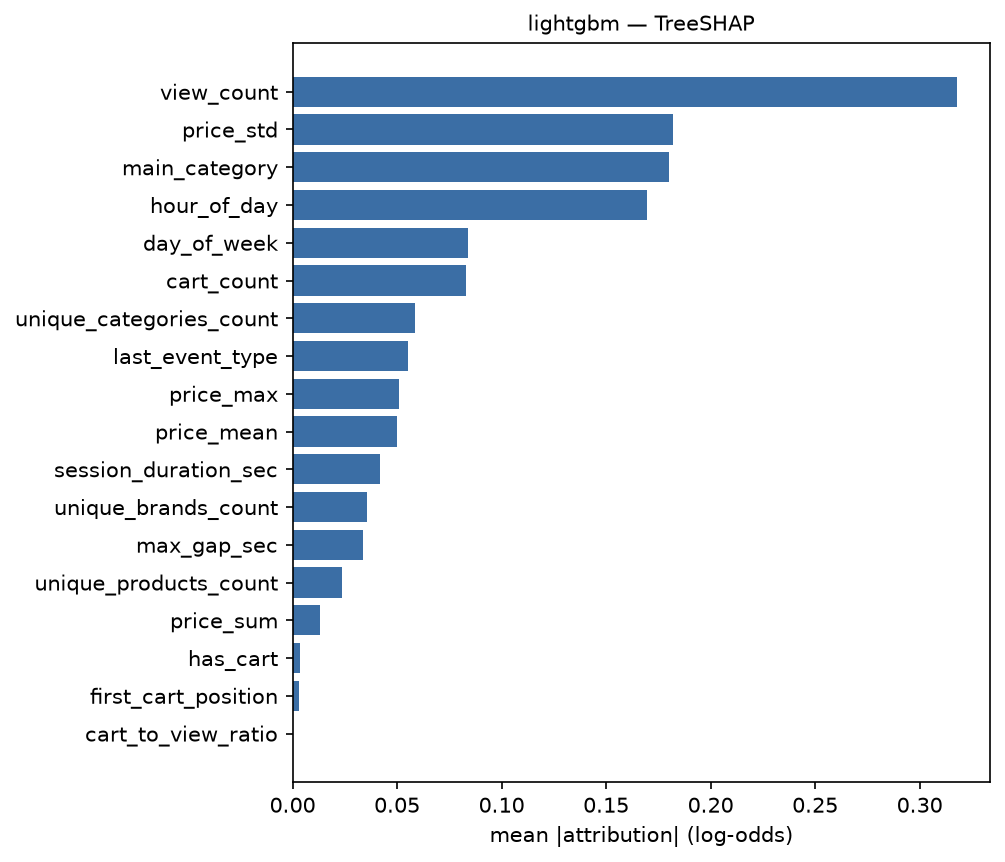 lightgbm — TreeSHAP
view_count
price_std
main_category
hour_of_day
day_of_week
cart_count
unique_categories_count
last_event_type
price_max
price_mean
session_duration_sec
unique_brands_count
max_gap_sec
unique_products_count
price_sum
has_cart
first_cart_position
cart_to_view_ratio
0.00 0.05 0.10 0.15 0.20 0.25 0.30
mean |attribution| (log-odds)